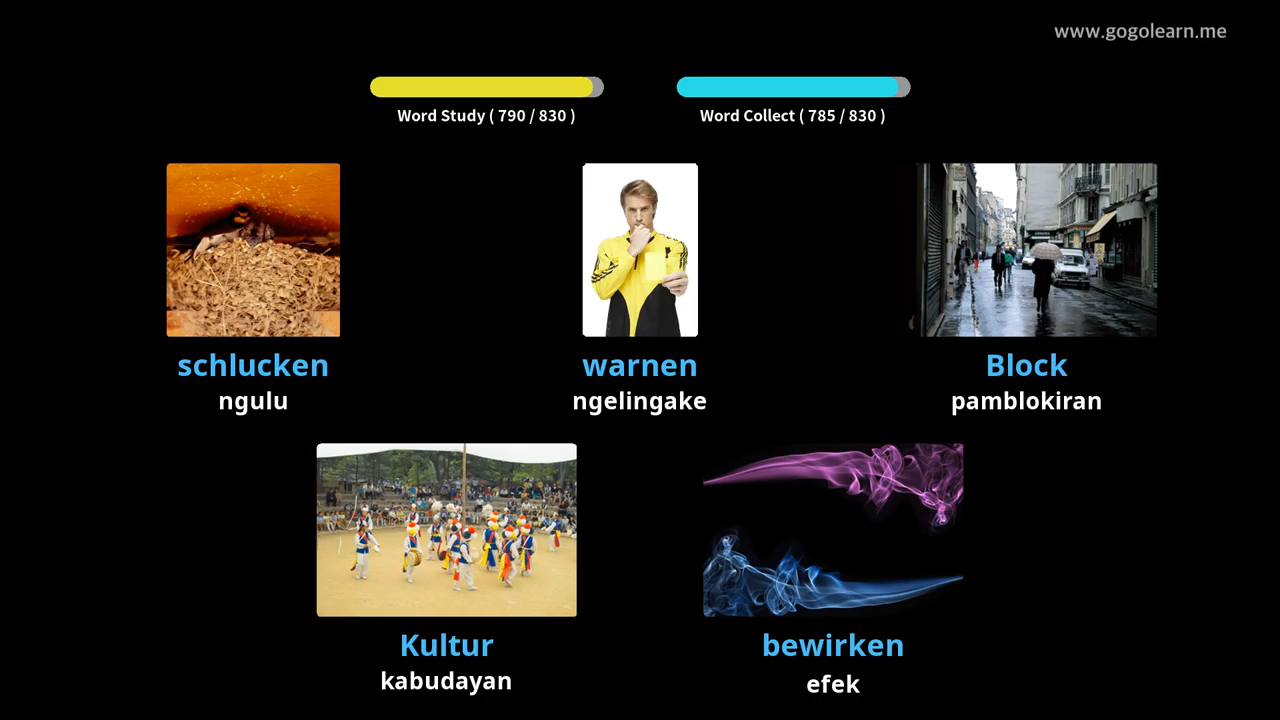 www.gogolearn.me
Word Study ( 790 / 830 )
Word Collect ( 785 / 830 )
schlucken
ngulu
warnen
ngelingake
Block
pamblokiran
Kultur
kabudayan
bewirken
efek